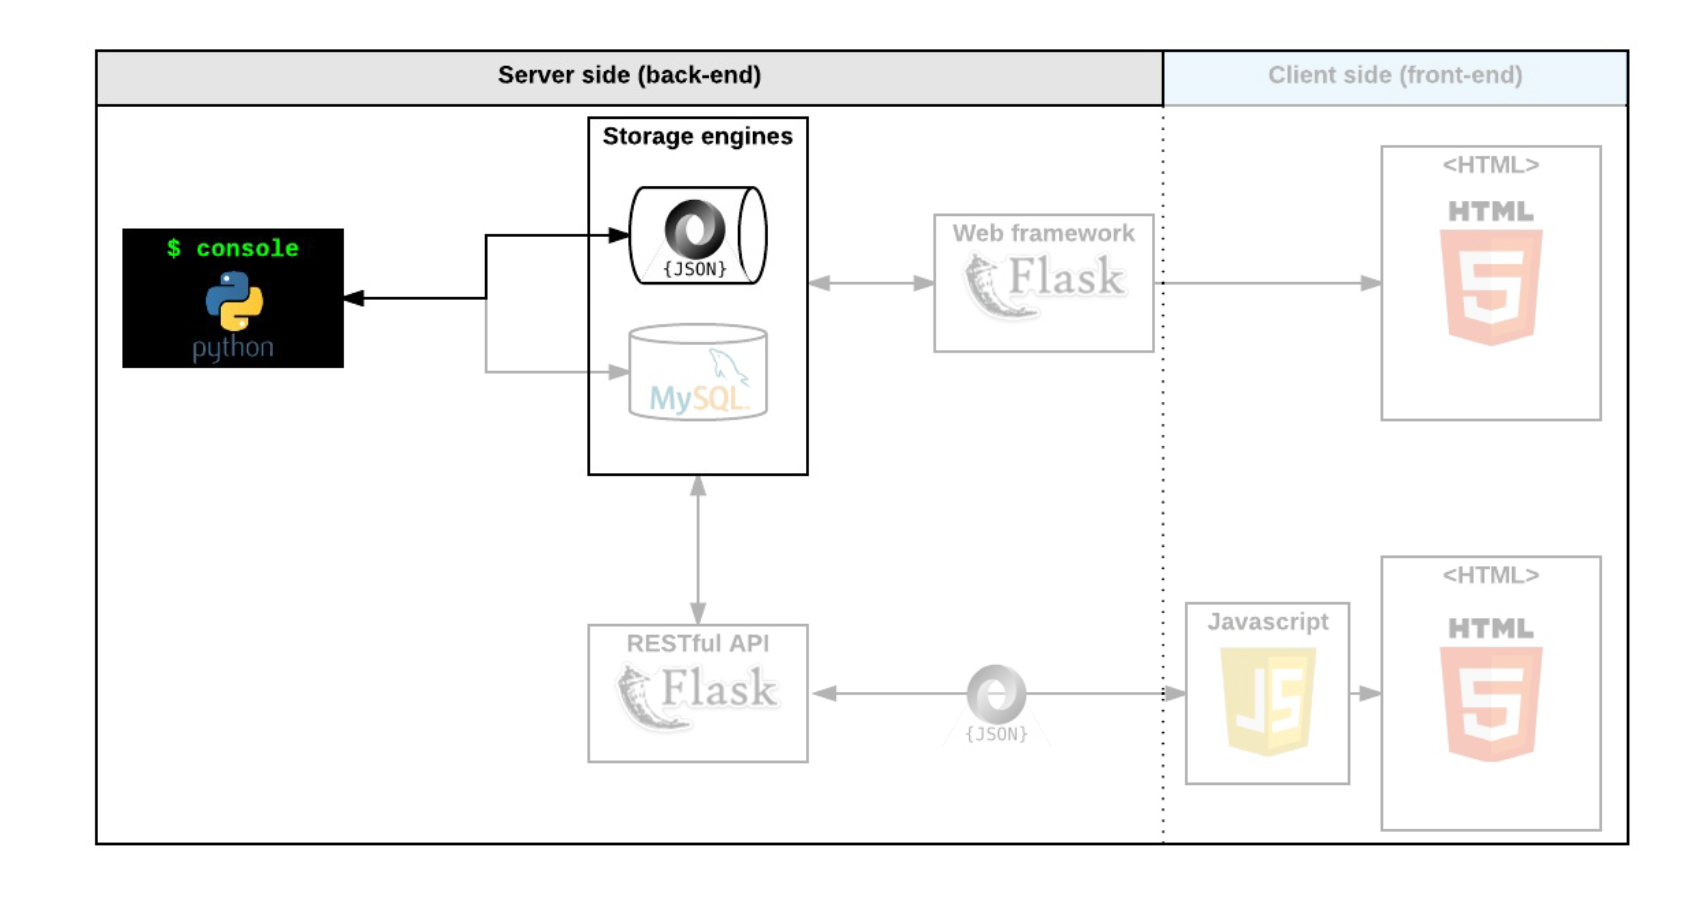 Server side (back-end)
Client side (front-end)
Storage engines
{JSON}
MySQL
$ console
python
Web framework
Flask
<HTML>
HTML
5
RESTful API
Flask
{JSON}
Javascript
JS
<HTML>
HTML
5